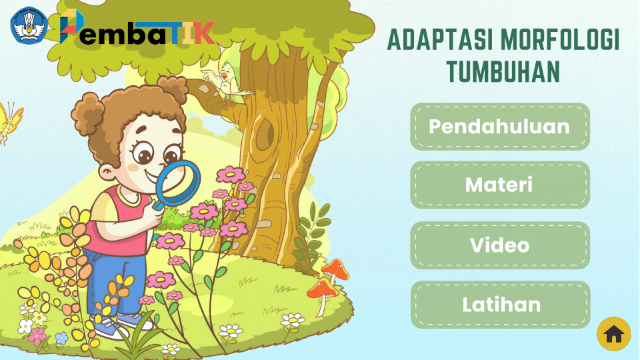 PembaTIK
ADAPTASI MORFOLOGI
TUMBUHAN
Pendahuluan
Materi
Video
Latihan